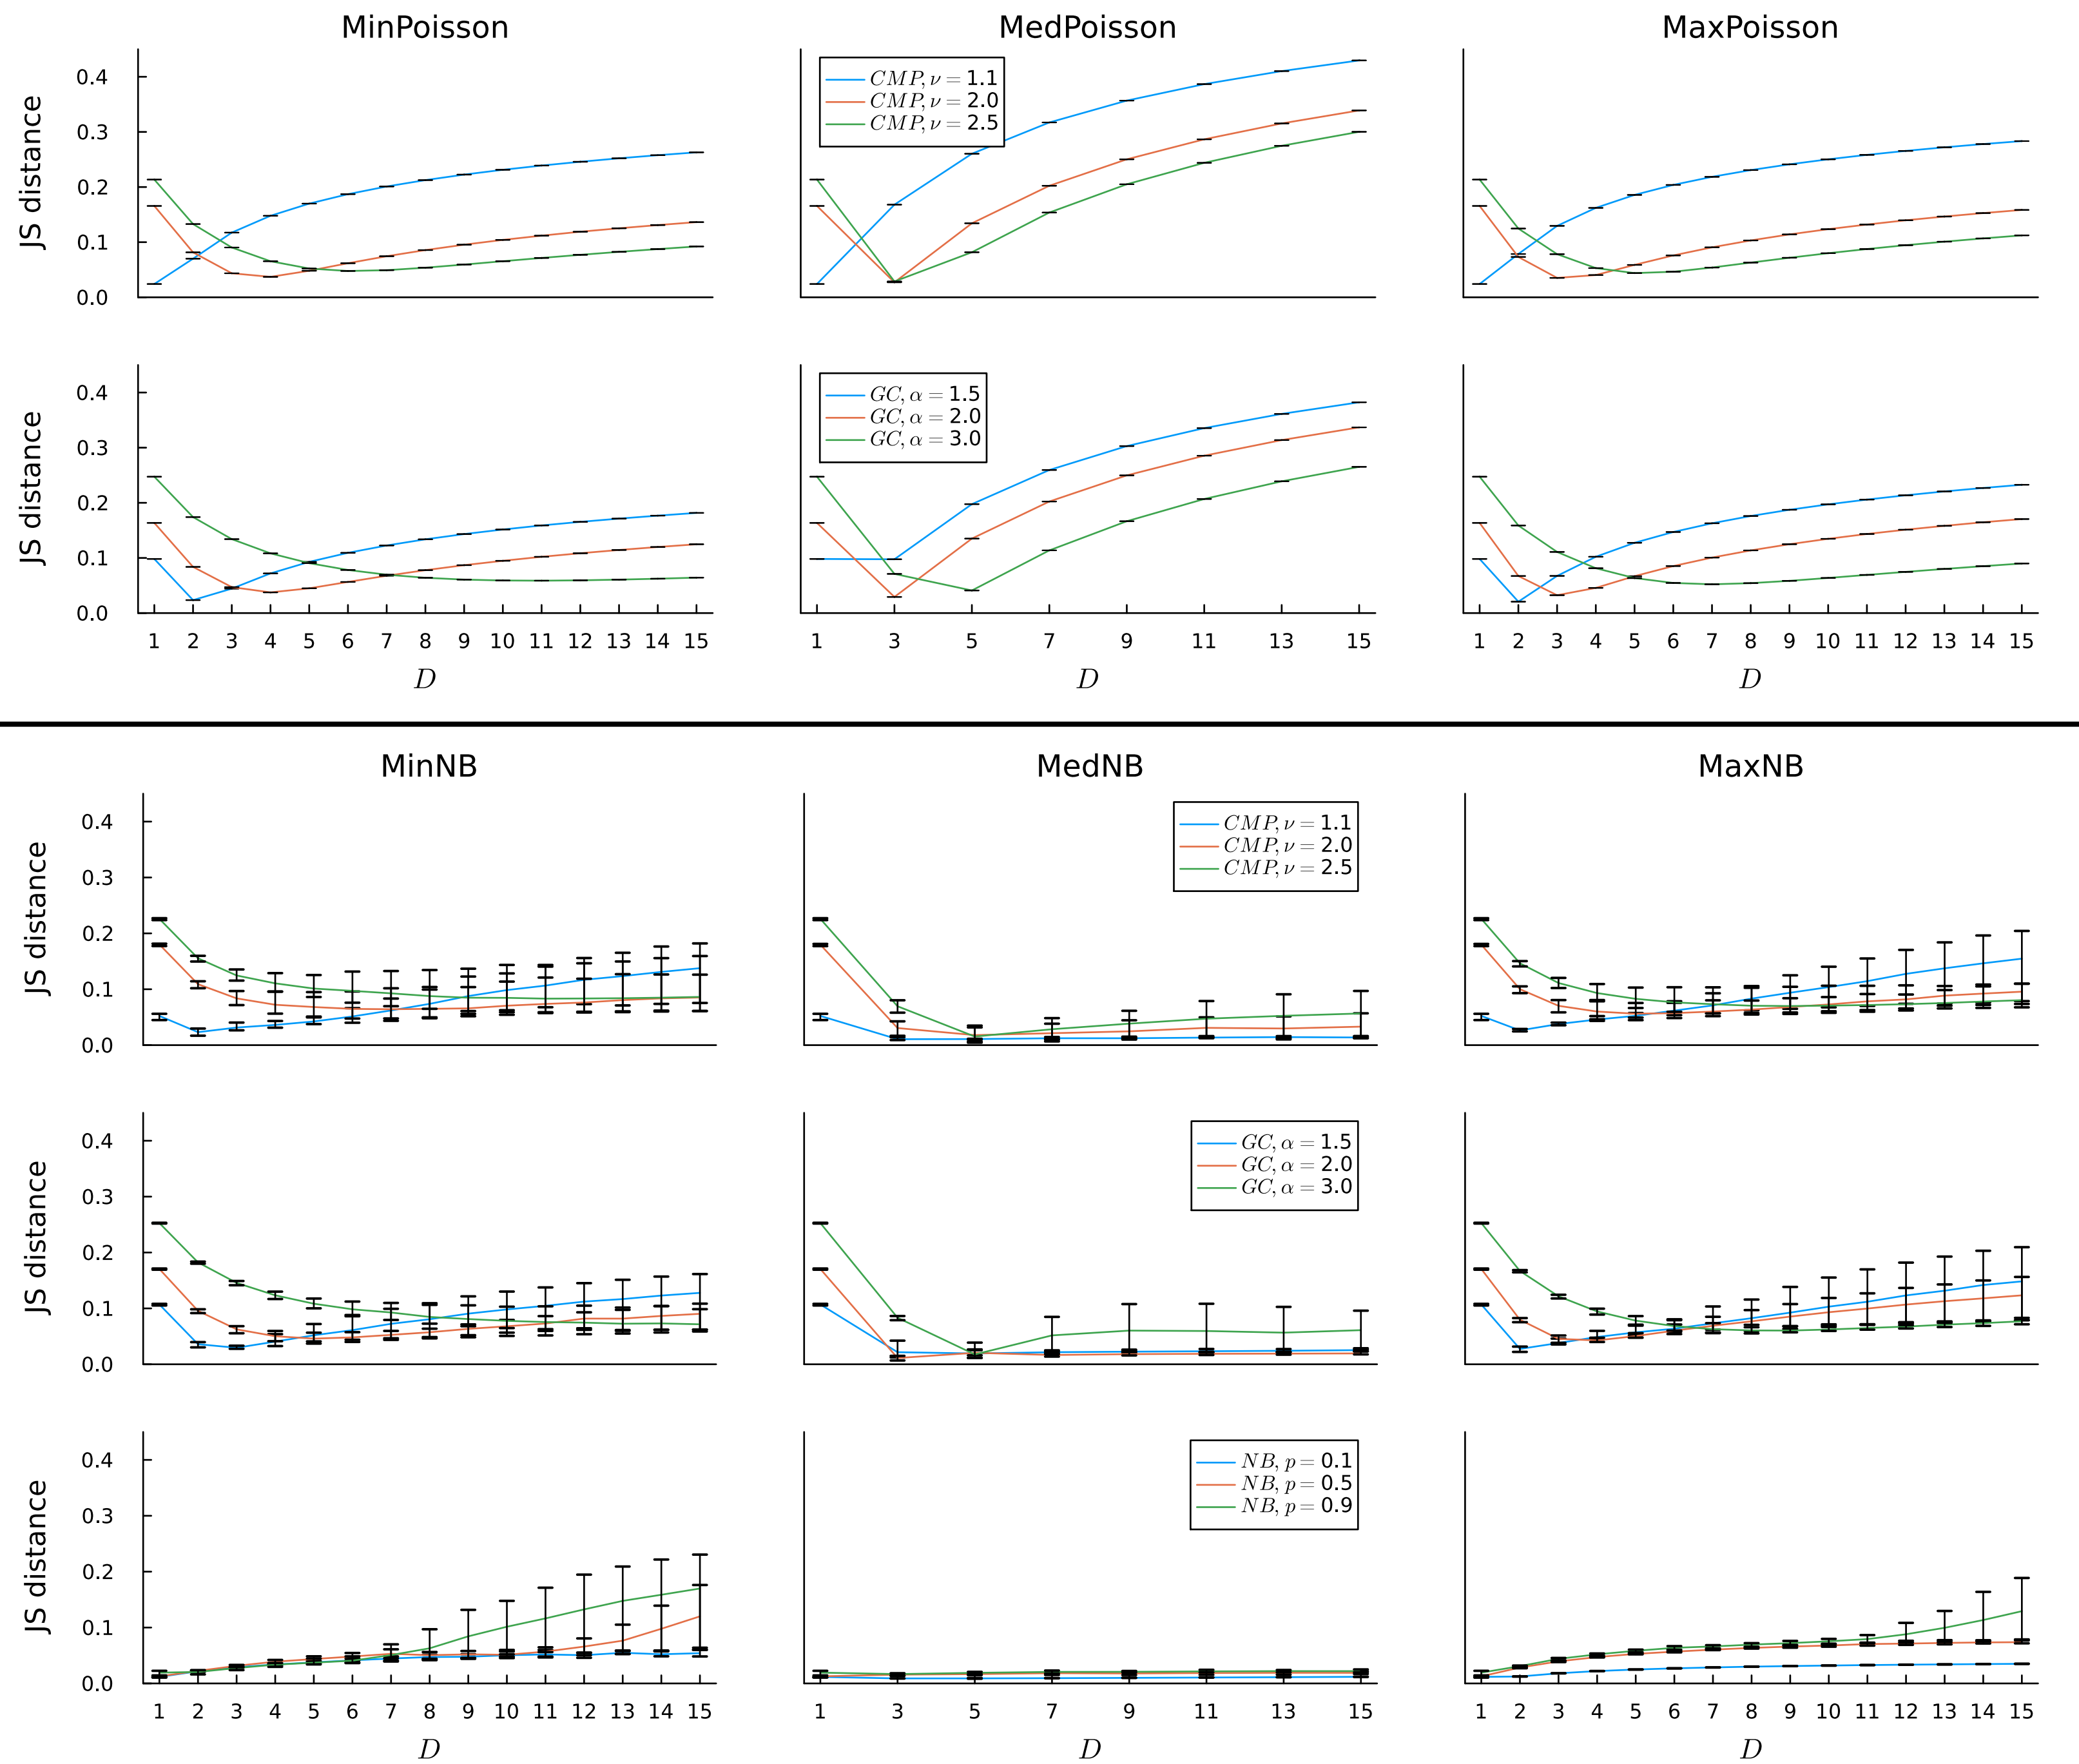 MinPoisson MedPoisson MaxPoisson
JS distance
0.4
0.3
0.2
0.1
0.0
CMP, ν = 1.1
CMP, ν = 2.0
CMP, ν = 2.5
JS distance
0.4
0.3
0.2
0.1
0.0
GC, α = 1.5
GC, α = 2.0
GC, α = 3.0
1 2 3 4 5 6 7 8 9 10 11 12 13 14 15
1 3 5 7 9 11 13 15
1 2 3 4 5 6 7 8 9 10 11 12 13 14 15
D D D
MinNB MedNB MaxNB
JS distance
0.4
0.3
0.2
0.1
0.0
CMP, ν = 1.1
CMP, ν = 2.0
CMP, ν = 2.5
JS distance
0.4
0.3
0.2
0.1
0.0
GC, α = 1.5
GC, α = 2.0
GC, α = 3.0
JS distance
0.4
0.3
0.2
0.1
0.0
NB, p = 0.1
NB, p = 0.5
NB, p = 0.9
1 2 3 4 5 6 7 8 9 10 11 12 13 14 15
1 3 5 7 9 11 13 15
1 2 3 4 5 6 7 8 9 10 11 12 13 14 15
D D D